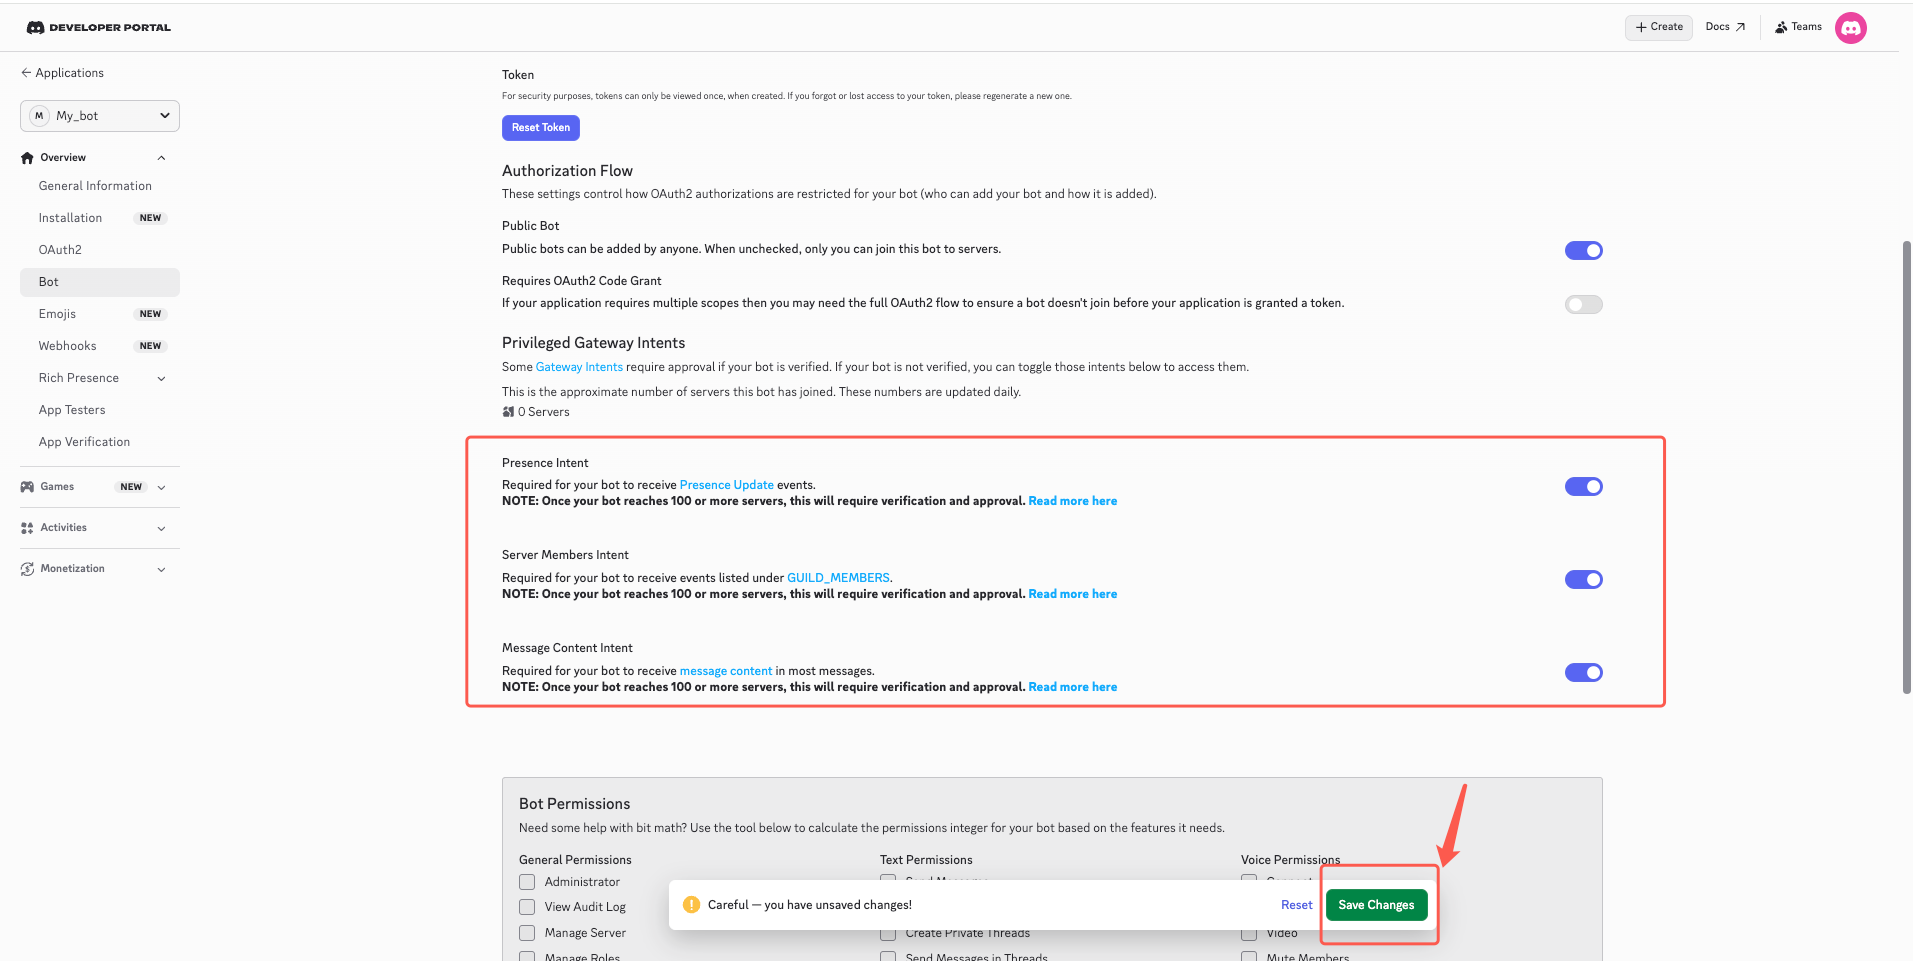 DEVELOPER PORTAL
Create
Docs
Teams
Applications
M My_bot
Overview
General Information
Installation NEW
OAuth2
Bot
Emojis NEW
Webhooks NEW
Rich Presence
App Testers
App Verification
Games NEW
Activities
Monetization
Token
For security purposes, tokens can only be viewed once, when created. If you forgot or lost access to your token, please regenerate a new one.
Reset Token
Authorization Flow
These settings control how OAuth2 authorizations are restricted for your bot (who can add your bot and how it is added).
Public Bot
Public bots can be added by anyone. When unchecked, only you can join this bot to servers.
Requires OAuth2 Code Grant
If your application requires multiple scopes then you may need the full OAuth2 flow to ensure a bot doesn't join before your application is granted a token.
Privileged Gateway Intents
Some Gateway Intents require approval if your bot is verified. If your bot is not verified, you can toggle those intents below to access them.
This is the approximate number of servers this bot has joined. These numbers are updated daily.
0 Servers
Presence Intent
Required for your bot to receive Presence Update events.
NOTE: Once your bot reaches 100 or more servers, this will require verification and approval. Read more here
Server Members Intent
Required for your bot to receive events listed under GUILD_MEMBERS.
NOTE: Once your bot reaches 100 or more servers, this will require verification and approval. Read more here
Message Content Intent
Required for your bot to receive message content in most messages.
NOTE: Once your bot reaches 100 or more servers, this will require verification and approval. Read more here
Bot Permissions
Need some help with bit math? Use the tool below to calculate the permissions integer for your bot based on the features it needs.
General Permissions
Administrator
View Audit Log
Manage Server
Manage Roles
Text Permissions
Send Messages
Create Private Threads
Send Messages in Threads
Voice Permissions
Connect
Video
Mute Members
Careful — you have unsaved changes!
Reset
Save Changes